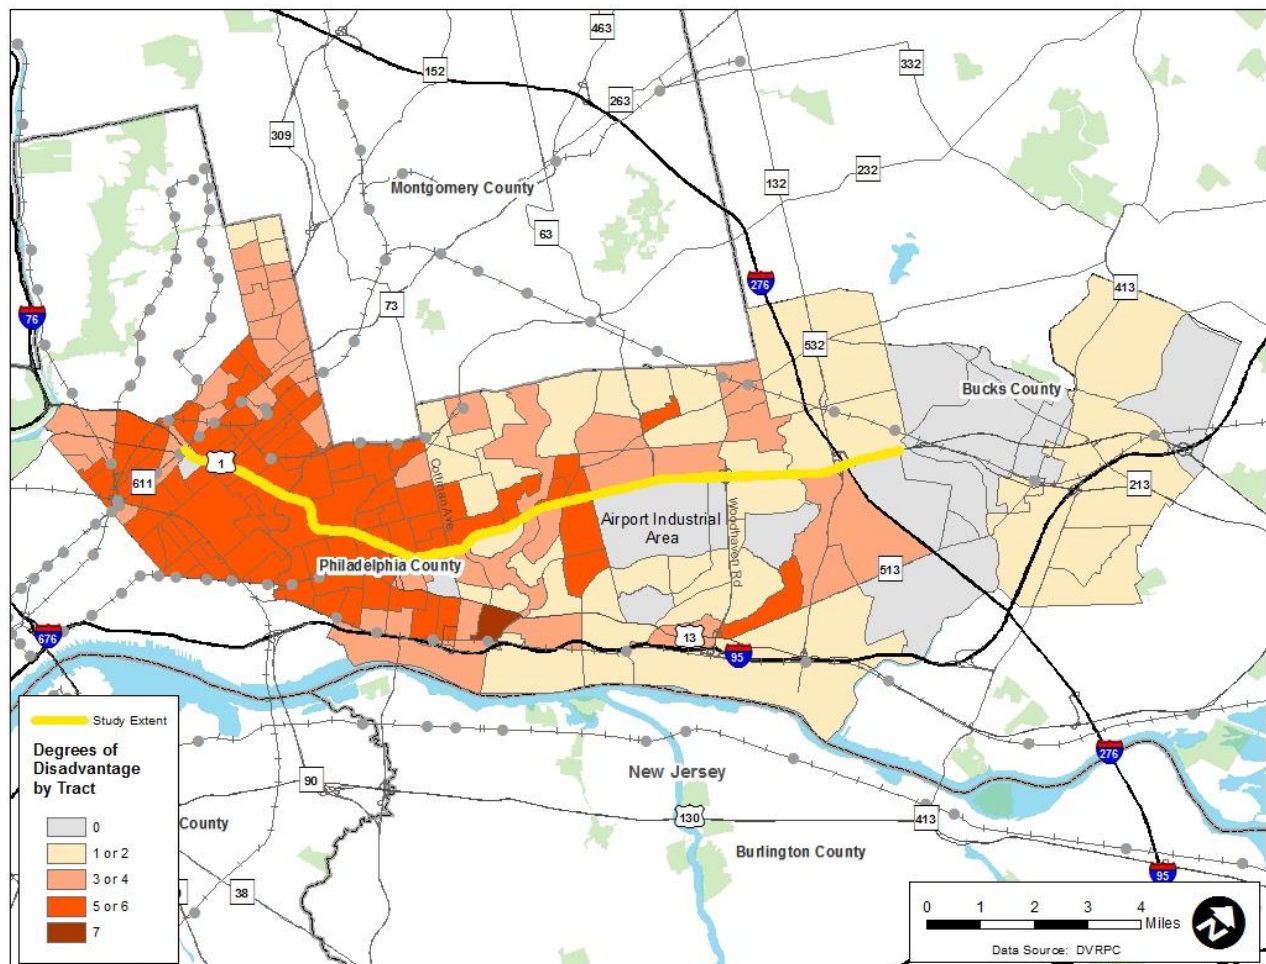 463
152
332
263
309
Montgomery County
232
132
63
276
413
73
76
532
Bucks County
1
611
Cottman Ave
213
Airport Industrial
Area
Woodhaven Rd
Philadelphia County
513
13
676
95
Study Extent
Degrees of
Disadvantage
by Tract
0
1 or 2
3 or 4
5 or 6
7
New Jersey
276
90
130
413
County
Burlington County
38
95
0 1 2 3 4
Miles
N
Data Source: DVRPC